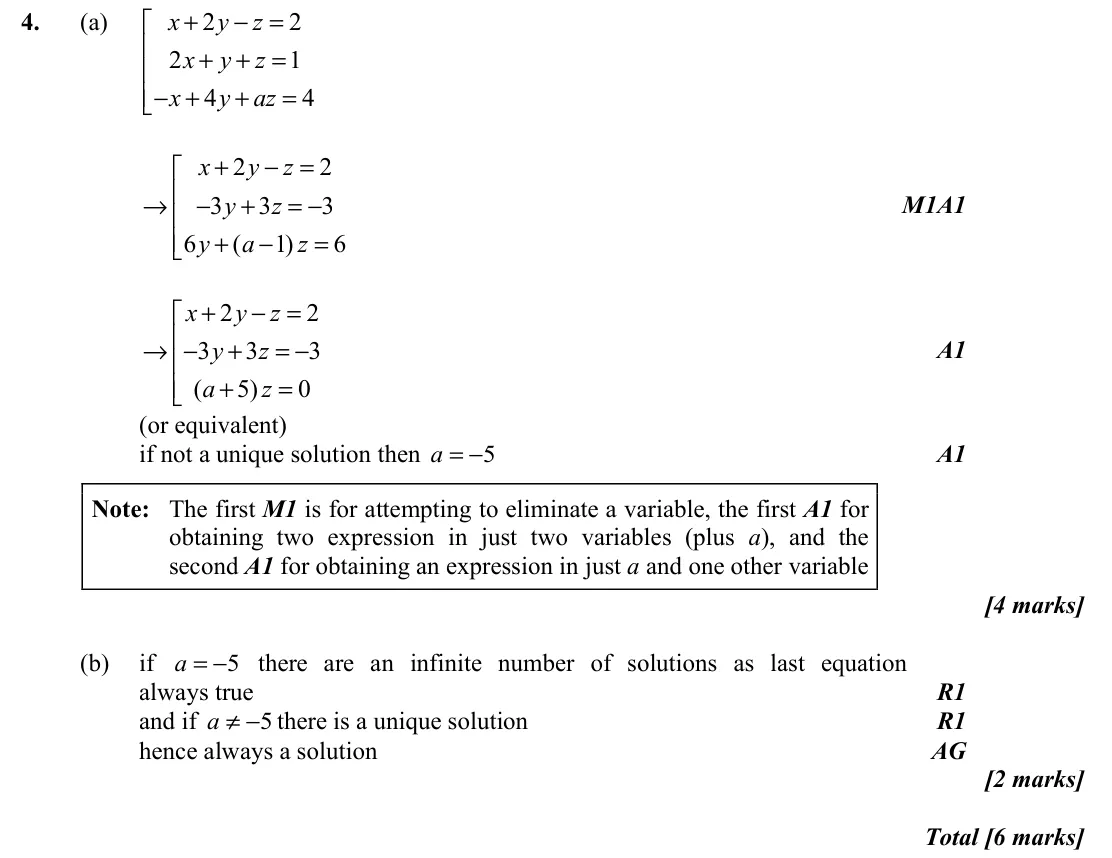 4. (a) x + 2y − z = 2
2x + y + z = 1
−x + 4y + az = 4
x + 2y − z = 2
→ −3y + 3z = −3 M1A1
6y + (a − 1) z = 6
x + 2y − z = 2
→ −3y + 3z = −3 A1
(a + 5) z = 0
(or equivalent)
if not a unique solution then a = −5 A1
Note: The first M1 is for attempting to eliminate a variable, the first A1 for
obtaining two expression in just two variables (plus a), and the
second A1 for obtaining an expression in just a and one other variable
[4 marks]
(b) if a = −5 there are an infinite number of solutions as last equation
always true R1
and if a ≠ −5 there is a unique solution R1
hence always a solution AG
[2 marks]
Total [6 marks]